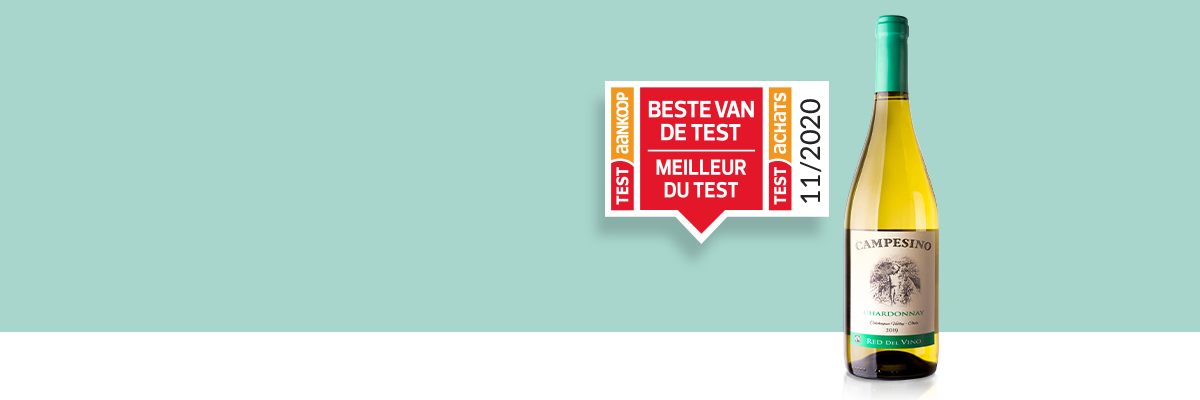 TEST aankoop
BESTE VAN
DE TEST
MEILLEUR
DU TEST
TEST achats
11/2020
CAMPESINO
CHARDONNAY
2019
RED DEL VINO